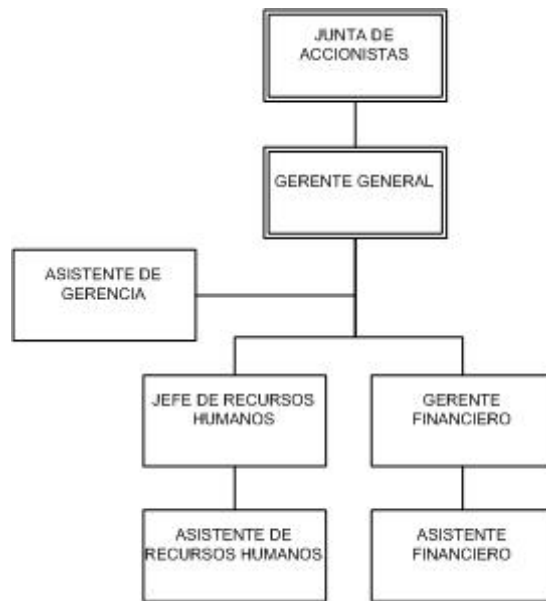 JUNTA DE
ACCIONISTAS
GERENTE GENERAL
ASISTENTE DE
GERENCIA
JEFE DE RECURSOS
HUMANOS
GERENTE
FINANCIERO
ASISTENTE DE
RECURSOS HUMANOS
ASISTENTE
FINANCIERO